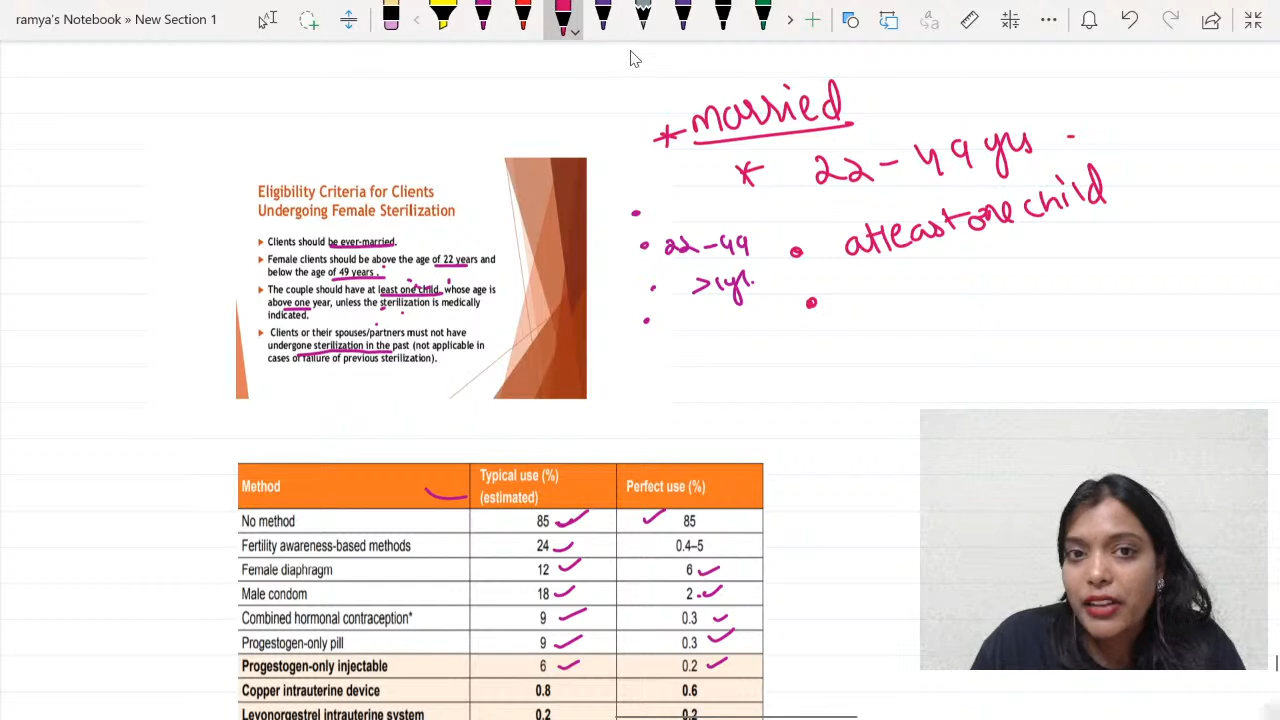 ramya's Notebook » New Section 1
*married
* 22-49 yrs -
Eligibility Criteria for Clients
Undergoing Female Sterilization
Clients should be ever-married.
Female clients should be above the age of 22 years and
below the age of 49 years .
The couple should have at least one child, whose age is
above one year, unless the sterilization is medically
indicated.
Clients or their spouses/partners must not have
undergone sterilization in the past (not applicable in
cases of failure of previous sterilization).
22-49
>1yr.
atleast one child
Method Typical use (%) (estimated) Perfect use (%)
No method 85 85
Fertility awareness-based methods 24 0.4–5
Female diaphragm 12 6
Male condom 18 2
Combined hormonal contraception* 9 0.3
Progestogen-only pill 9 0.3
Progestogen-only injectable 6 0.2
Copper intrauterine device 0.8 0.6
Levonorgestrel intrauterine system 0.2 0.2